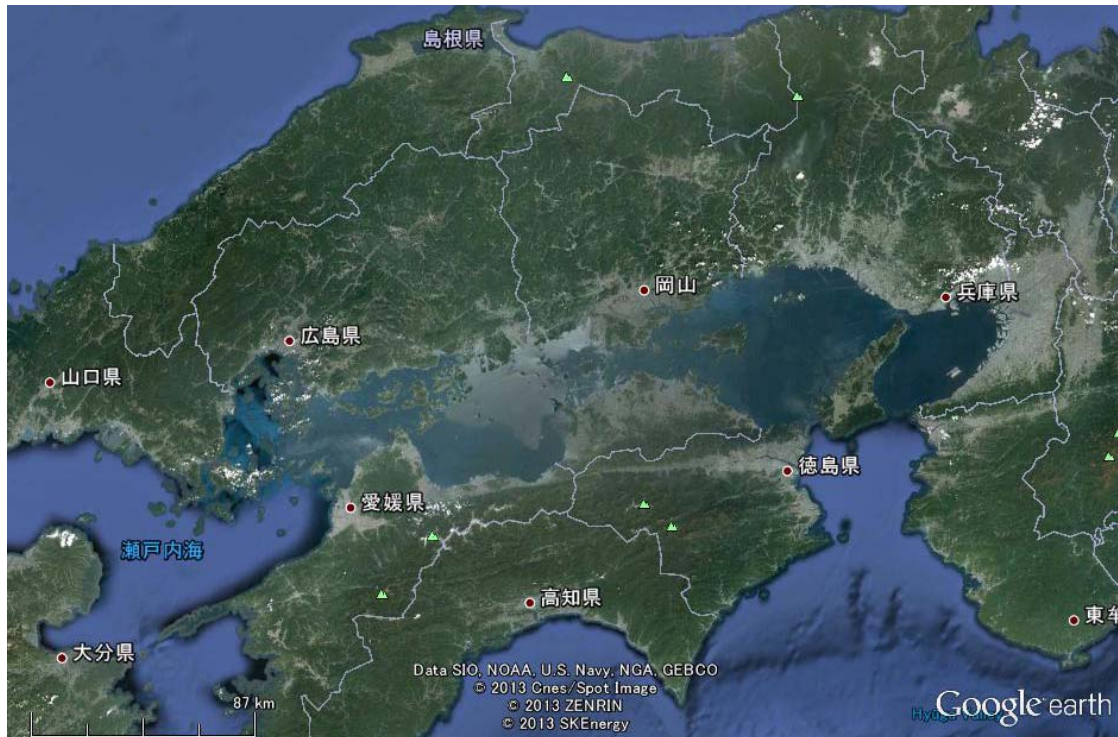 島根県
岡山
兵庫県
広島県
山口県
徳島県
愛媛県
瀬戸内海
高知県
東牟
大分県
Data SIO, NOAA, U.S. Navy, NGA, GEBCO
© 2013 Cnes/Spot Image
© 2013 ZENRIN
© 2013 SKEnergy
87 km
Google earth